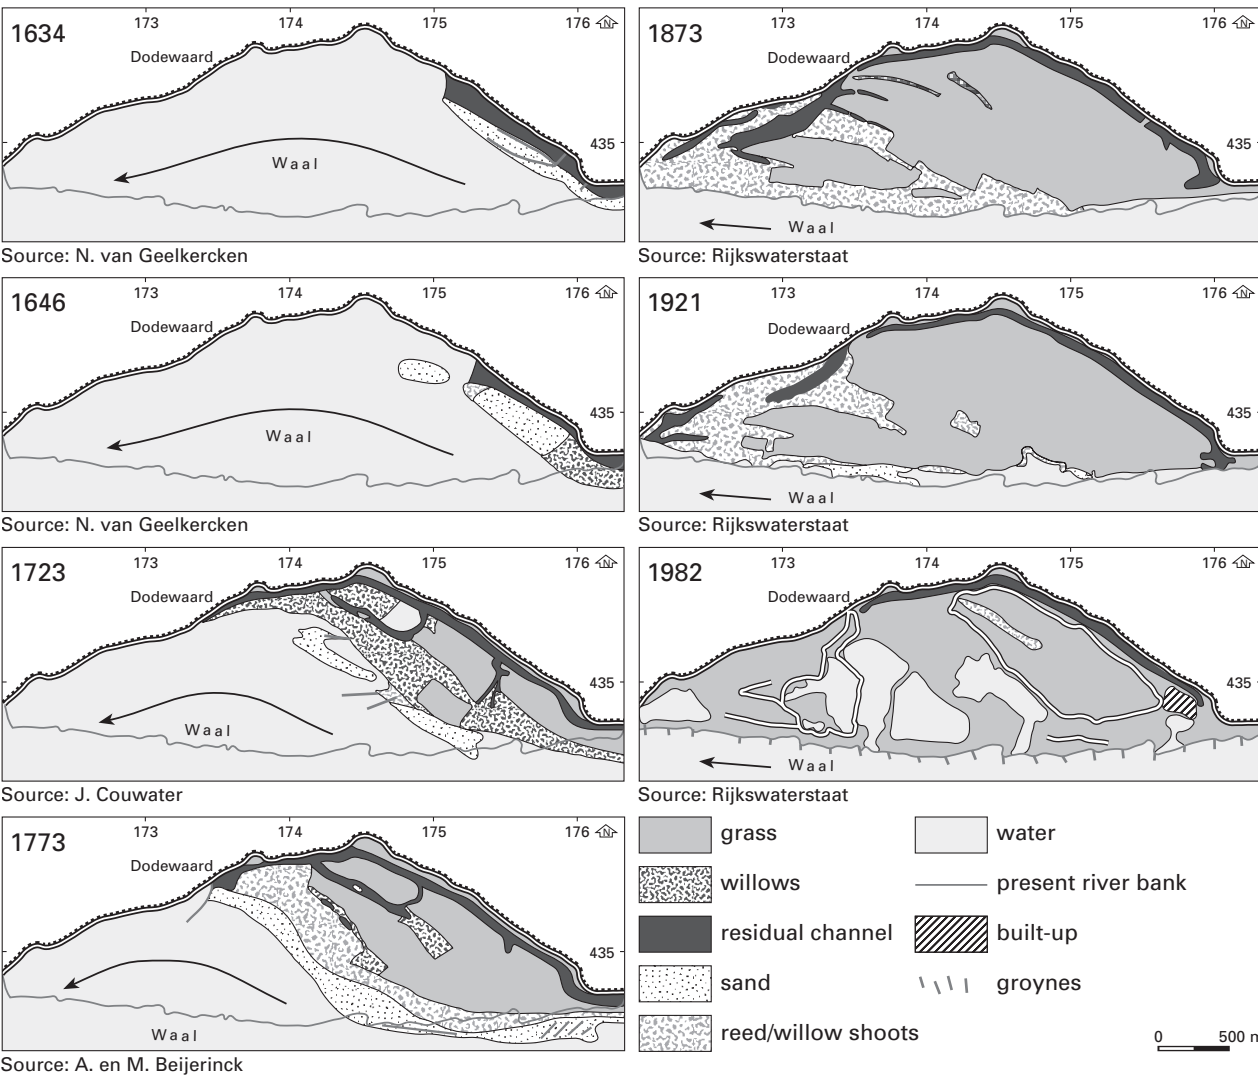 1634
173
174
175
176
N
Dodewaard
435
Waal
Source: N. van Geelkercken
1646
173
174
175
176
N
Dodewaard
435
Waal
Source: N. van Geelkercken
1723
173
174
175
176
N
Dodewaard
435
Waal
Source: J. Couwater
1773
173
174
175
176
N
Dodewaard
435
Waal
Source: A. en M. Beijerinck
1873
173
174
175
176
N
Dodewaard
435
Waal
Source: Rijkswaterstaat
1921
173
174
175
176
N
Dodewaard
435
Waal
Source: Rijkswaterstaat
1982
173
174
175
176
N
Dodewaard
435
Waal
Source: Rijkswaterstaat
grass
willows
residual channel
sand
reed/willow shoots
water
present river bank
built-up
groynes
0 500 m